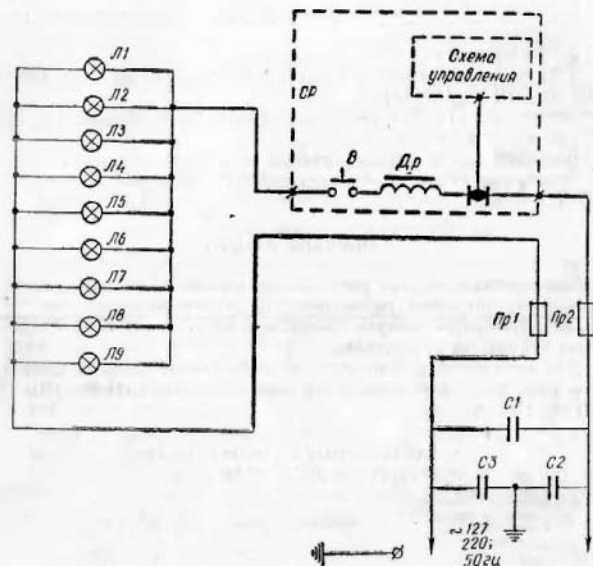 Л1
Л2
Л3
Л4
Л5
Л6
Л7
Л8
Л9
СР
Схема
управления
В
Др
Пр1
Пр2
С1
С3
С2
~127
220;
50гц